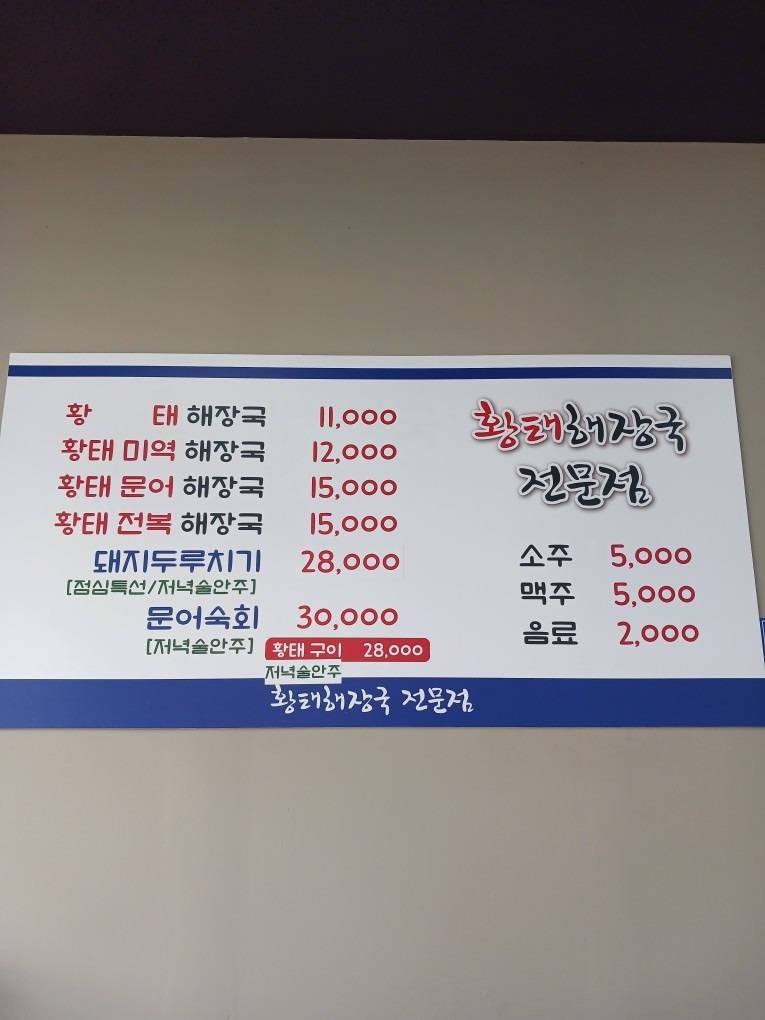 황 태 해장국 11,000
황태 미역 해장국 12,000
황태 문어 해장국 15,000
황태 전복 해장국 15,000
돼지두루치기 28,000
[점심특선/저녁술안주]
문어숙회 30,000
[저녁술안주]
황태 구이 28,000
저녁술안주
황태해장국
전문점
소주 5,000
맥주 5,000
음료 2,000
황태해장국 전문점